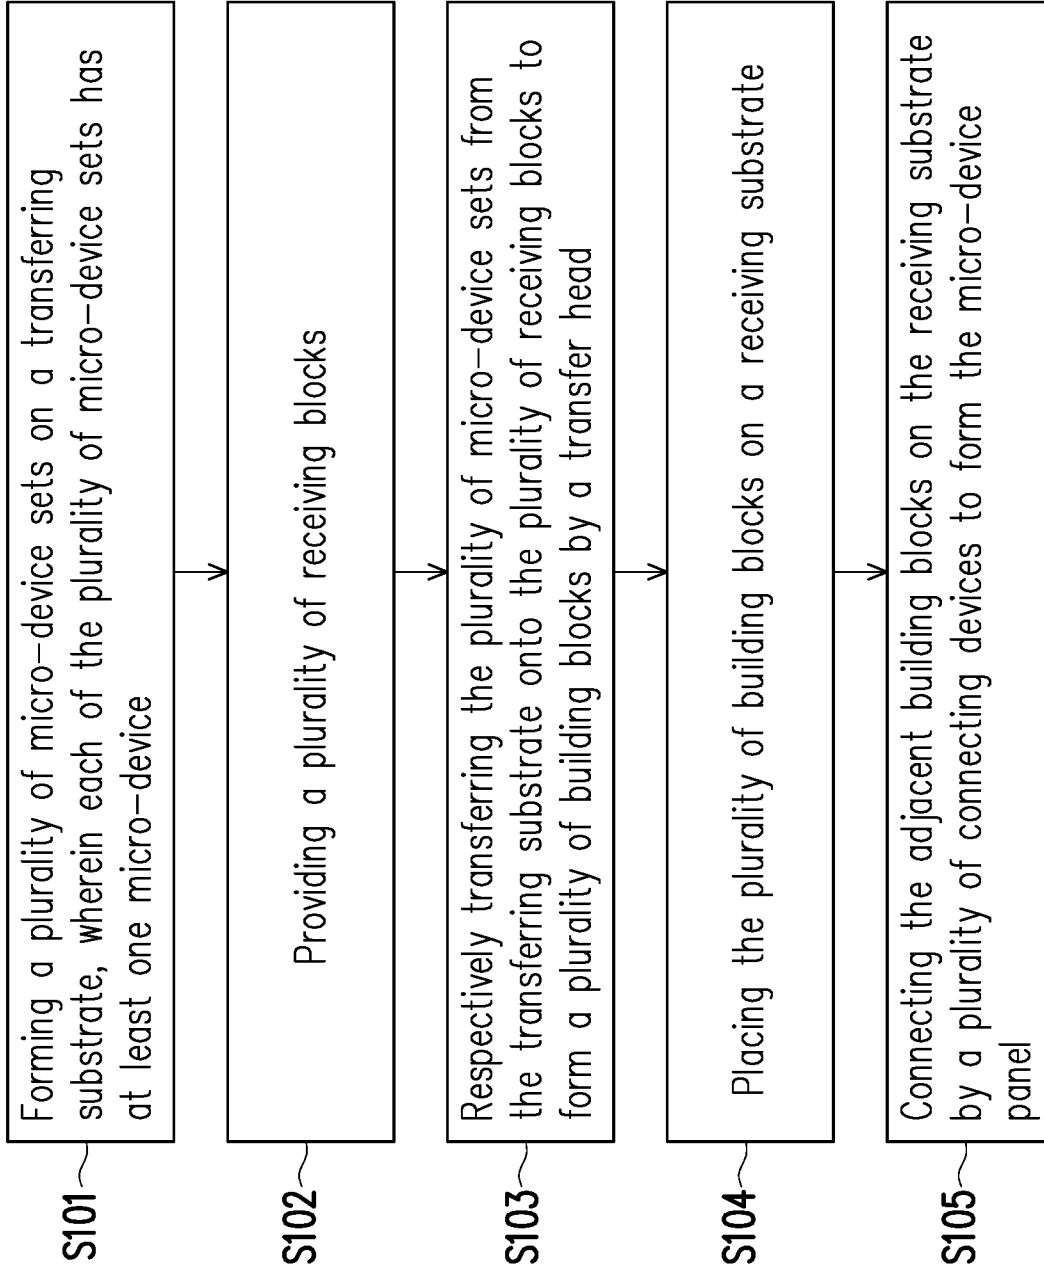 S101
Forming a plurality of micro-device sets on a transferring
substrate, wherein each of the plurality of micro-device sets has
at least one micro-device
S102
Providing a plurality of receiving blocks
S103
Respectively transferring the plurality of micro-device sets from
the transferring substrate onto the plurality of receiving blocks to
form a plurality of building blocks by a transfer head
S104
Placing the plurality of building blocks on a receiving substrate
S105
Connecting the adjacent building blocks on the receiving substrate
by a plurality of connecting devices to form the micro-device
panel